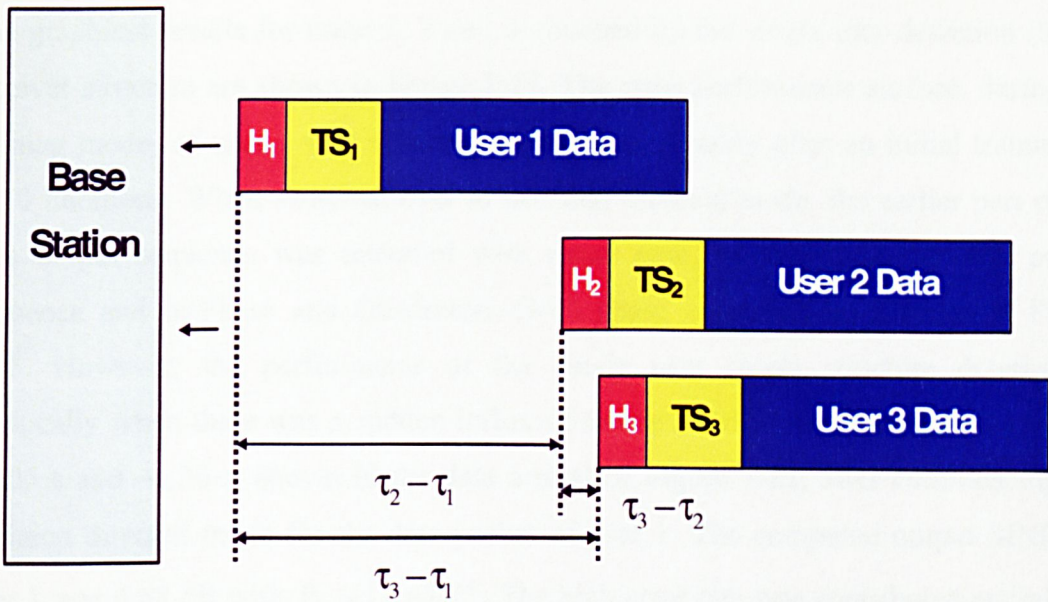 Base
Station
H₁ TS₁ User 1 Data
H₂ TS₂ User 2 Data
H₃ TS₃ User 3 Data
τ₂ − τ₁
τ₃ − τ₂
τ₃ − τ₁